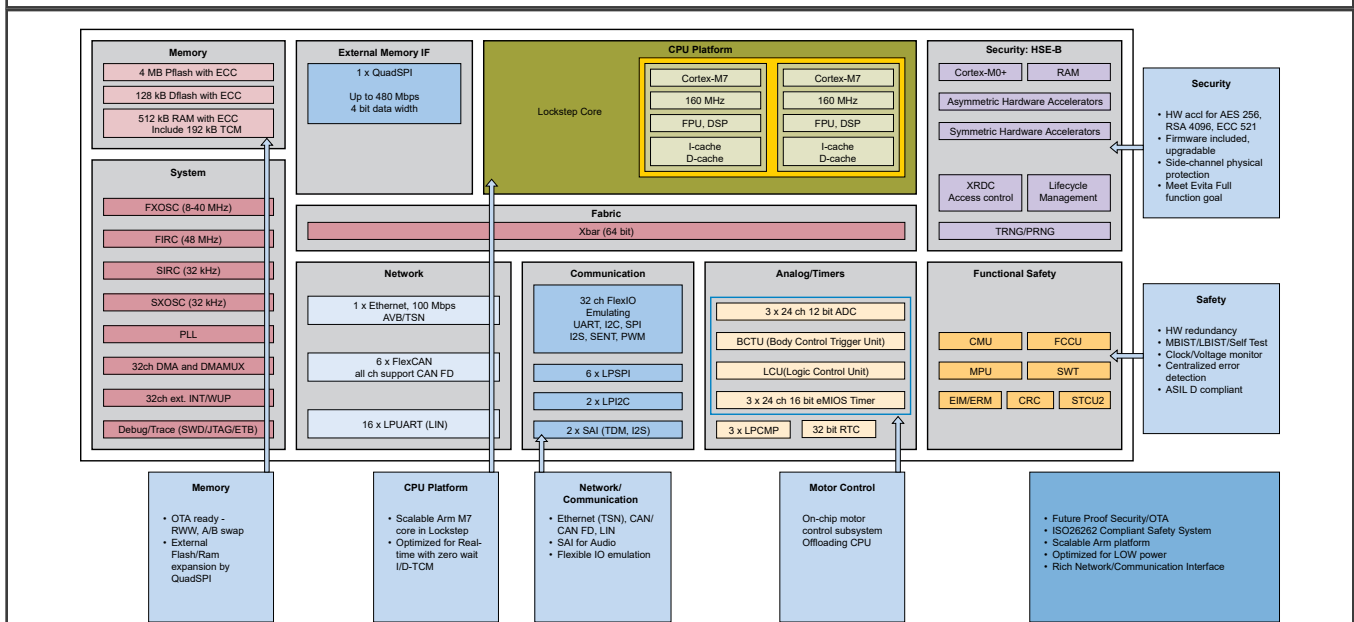 Memory
4 MB Pflash with ECC
128 kB Dflash with ECC
512 kB RAM with ECC
Include 192 kB TCM
External Memory IF
1 x QuadSPI
Up to 480 Mbps
4 bit data width
CPU Platform
Lockstep Core
Cortex-M7
160 MHz
FPU, DSP
I-cache
D-cache
Cortex-M7
160 MHz
FPU, DSP
I-cache
D-cache
Security: HSE-B
Cortex-M0+
RAM
Asymmetric Hardware Accelerators
Symmetric Hardware Accelerators
XRDC
Access control
Lifecycle
Management
TRNG/PRNG
Security
• HW accl for AES 256,
RSA 4096, ECC 521
• Firmware included,
upgradable
• Side-channel physical
protection
• Meet Evita Full
function goal
System
FXOSC (8-40 MHz)
FIRC (48 MHz)
SIRC (32 kHz)
SXOSC (32 kHz)
PLL
32ch DMA and DMAMUX
32ch ext. INT/WUP
Debug/Trace (SWD/JTAG/ETB)
Fabric
Xbar (64 bit)
Network
1 x Ethernet, 100 Mbps
AVB/TSN
6 x FlexCAN
all ch support CAN FD
16 x LPUART (LIN)
Communication
32 ch FlexIO
Emulating
UART, I2C, SPI
I2S, SENT, PWM
6 x LPSPI
2 x LPI2C
2 x SAI (TDM, I2S)
Analog/Timers
3 x 24 ch 12 bit ADC
BCTU (Body Control Trigger Unit)
LCU(Logic Control Unit)
3 x 24 ch 16 bit eMIOS Timer
3 x LPCMP
32 bit RTC
Functional Safety
CMU
FCCU
MPU
SWT
EIM/ERM
CRC
STCU2
Safety
• HW redundancy
• MBIST/LBIST/Self Test
• Clock/Voltage monitor
• Centralized error
detection
• ASIL D compliant
Memory
• OTA ready -
RWW, A/B swap
• External
Flash/Ram
expansion by
QuadSPI
CPU Platform
• Scalable Arm M7
core in Lockstep
• Optimized for Real-
time with zero wait
I/D-TCM
Network/
Communication
• Ethernet (TSN), CAN/
CAN FD, LIN
• SAI for Audio
• Flexible IO emulation
Motor Control
On-chip motor
control subsystem
Offloading CPU
• Future Proof Security/OTA
• ISO26262 Compliant Safety System
• Scalable Arm platform
• Optimized for LOW power
• Rich Network/Communication Interface